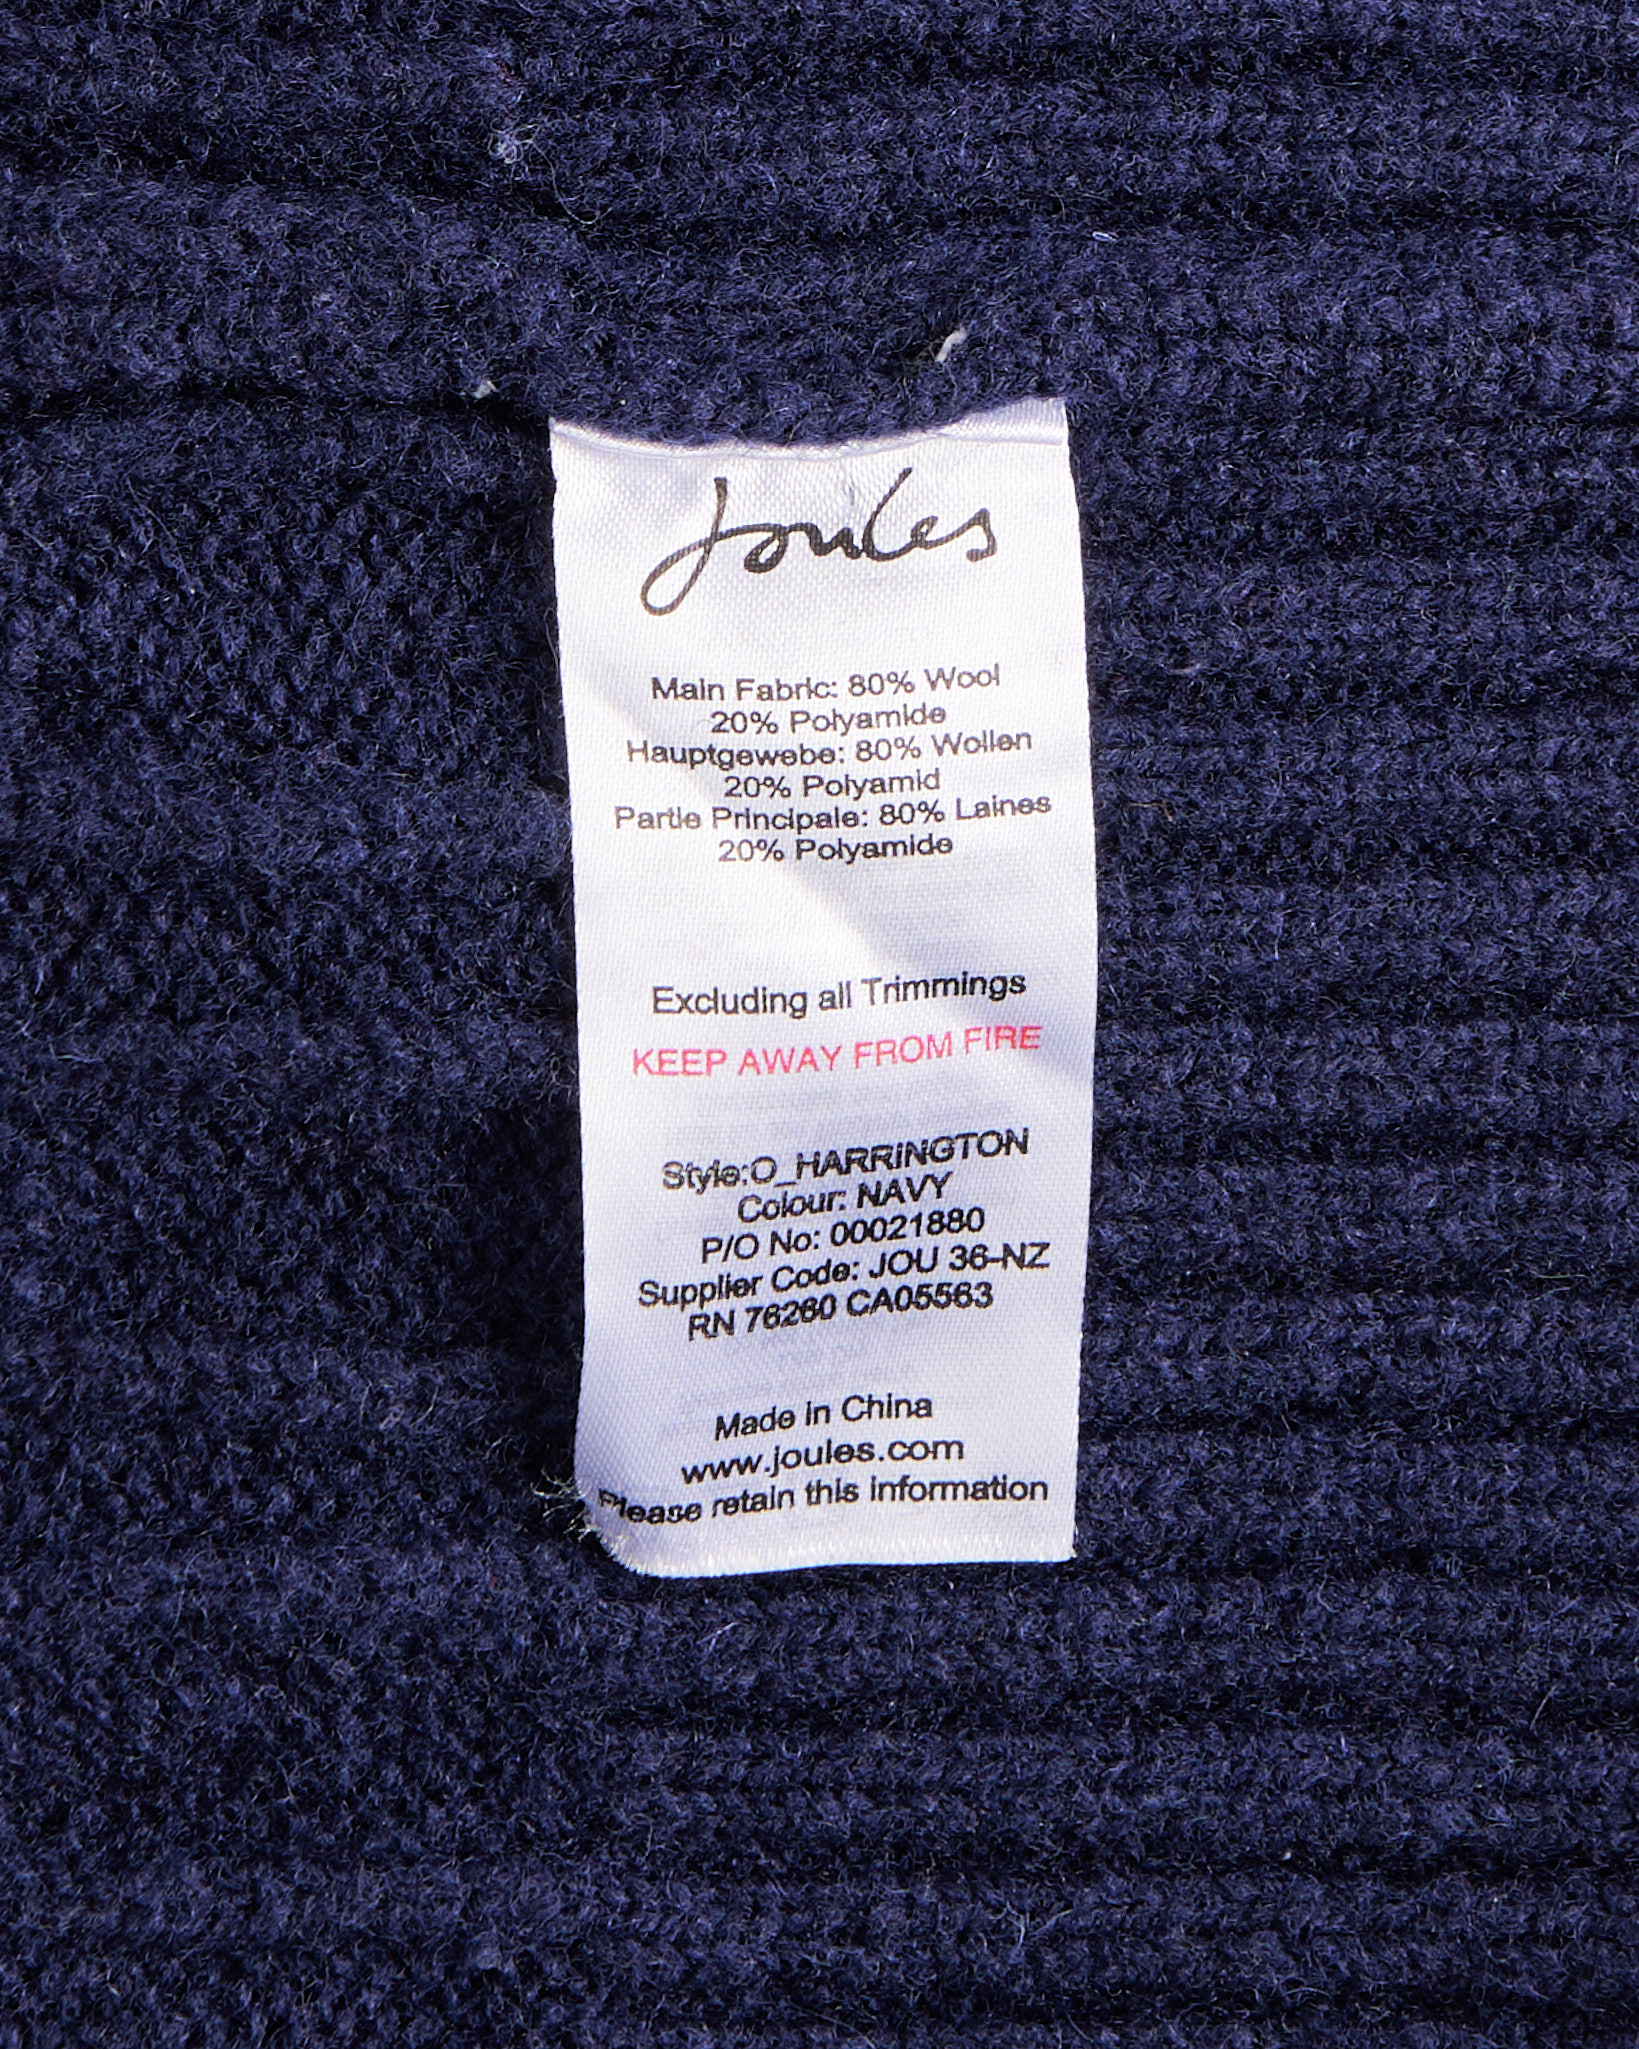 Joules
Main Fabric: 80% Wool
20% Polyamide
Hauptgewebe: 80% Wollen
20% Polyamid
Partie Principale: 80% Laines
20% Polyamide
Excluding all Trimmings
KEEP AWAY FROM FIRE
Style:O_HARRINGTON
Colour: NAVY
P/O No: 00021880
Supplier Code: JOU 36-NZ
RN 76260 CA05563
Made in China
www.joules.com
Please retain this information